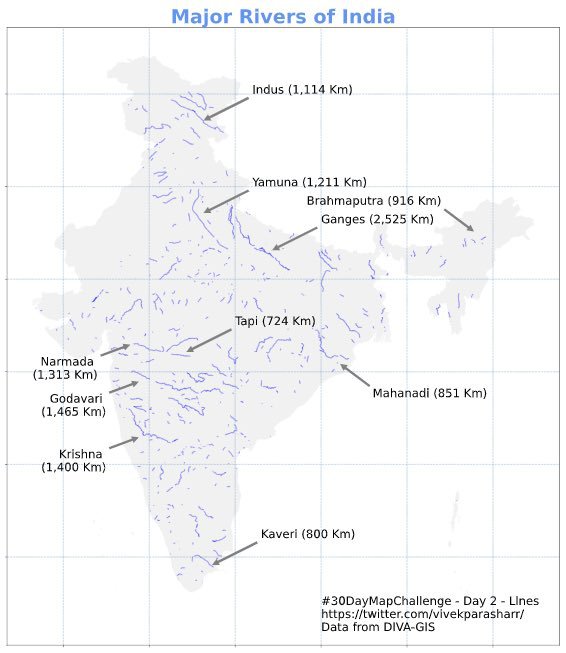 Major Rivers of India
Indus (1,114 Km)
Yamuna (1,211 Km)
Brahmaputra (916 Km)
Ganges (2,525 Km)
Tapi (724 Km)
Narmada
(1,313 Km)
Godavari
(1,465 Km)
Mahanadi (851 Km)
Krishna
(1,400 Km)
Kaveri (800 Km)
#30DayMapChallenge - Day 2 - LInes
https://twitter.com/vivekparasharr/
Data from DIVA-GIS